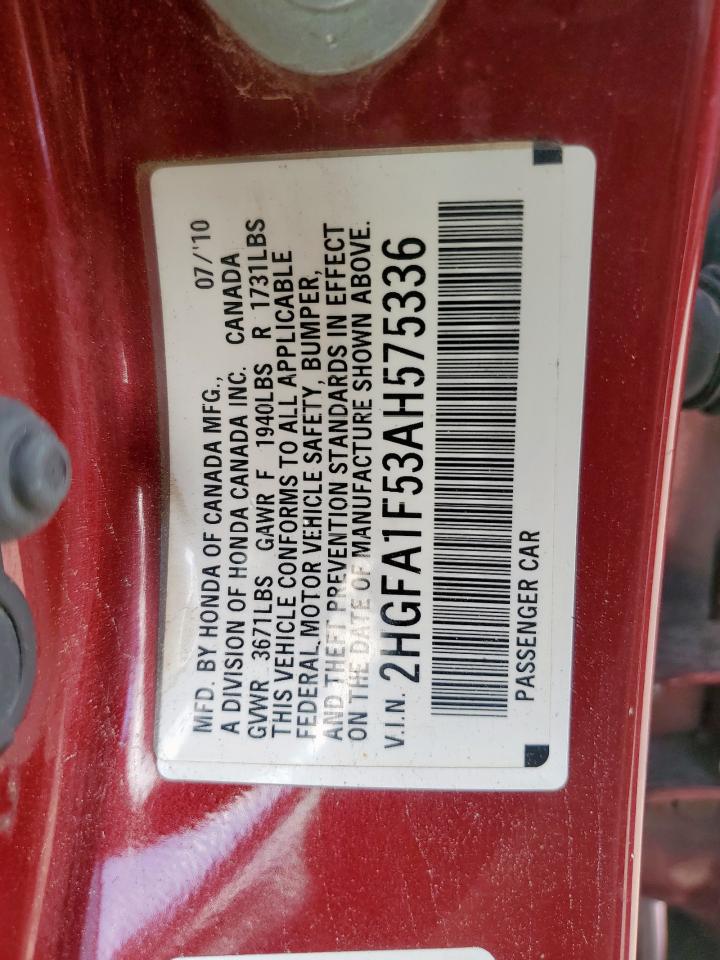 MFD. BY HONDA OF CANADA MFG., 07/'10
A DIVISION OF HONDA CANADA INC. CANADA
GVWR 3671LBS GAWR F 1940LBS R 1731LBS
THIS VEHICLE CONFORMS TO ALL APPLICABLE
FEDERAL MOTOR VEHICLE SAFETY, BUMPER,
AND THEFT PREVENTION STANDARDS IN EFFECT
ON THE DATE OF MANUFACTURE SHOWN ABOVE.
V.I.N. 2HGFA1F53AH575336
PASSENGER CAR